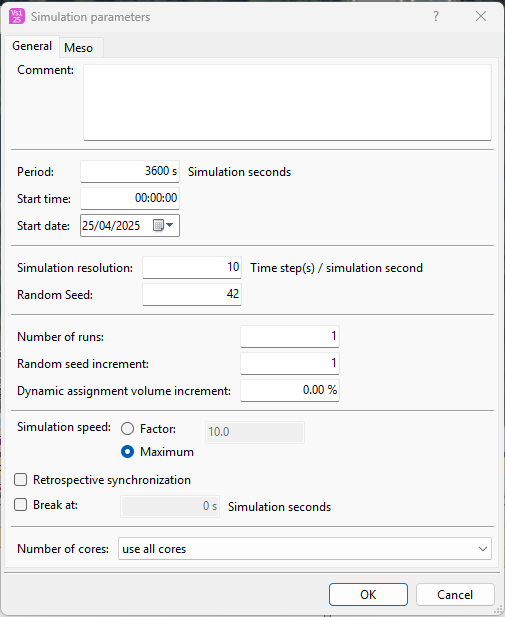 Vs1
25
Simulation parameters
?
General
Meso
Comment:
Period: 3600 s Simulation seconds
Start time: 00:00:00
Start date: 25/04/2025
Simulation resolution: 10 Time step(s) / simulation second
Random Seed: 42
Number of runs: 1
Random seed increment: 1
Dynamic assignment volume increment: 0.00 %
Simulation speed: Factor: 10.0
Maximum
Retrospective synchronization
Break at: 0 s Simulation seconds
Number of cores: use all cores
OK
Cancel